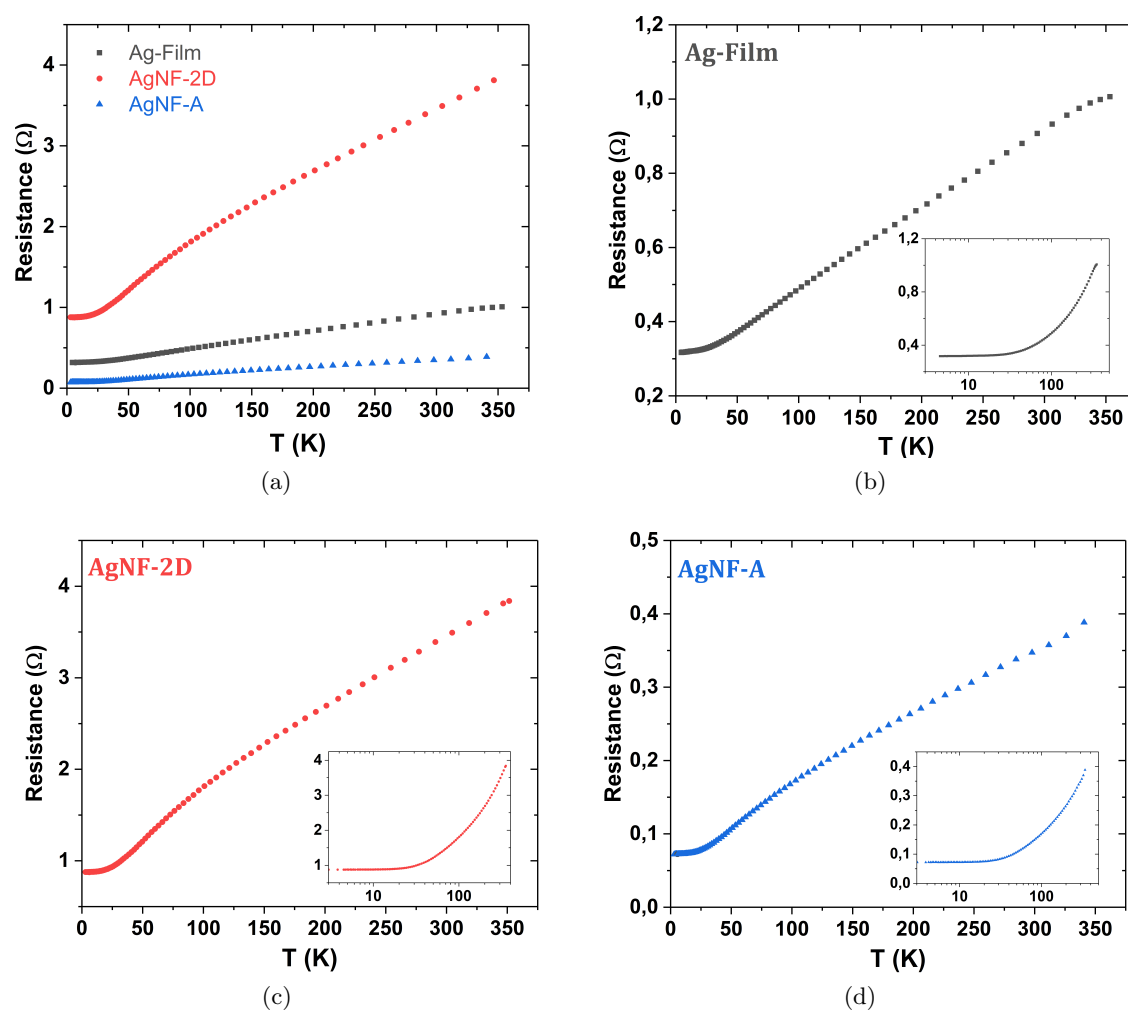 Ag-Film
AgNF-2D
AgNF-A
Resistance (Ω)
4
3
2
1
0
0 50 100 150 200 250 300 350
T (K)
(a)
Ag-Film
Resistance (Ω)
1,2
1,0
0,8
0,6
0,4
0,2
0 50 100 150 200 250 300 350
T (K)
1,2
0,8
0,4
10 100
(b)
AgNF-2D
Resistance (Ω)
4
3
2
1
0 50 100 150 200 250 300 350
T (K)
4
3
2
1
10 100
(c)
AgNF-A
Resistance (Ω)
0,5
0,4
0,3
0,2
0,1
0,0
0 50 100 150 200 250 300 350
T (K)
0,4
0,3
0,2
0,1
0,0
10 100
(d)